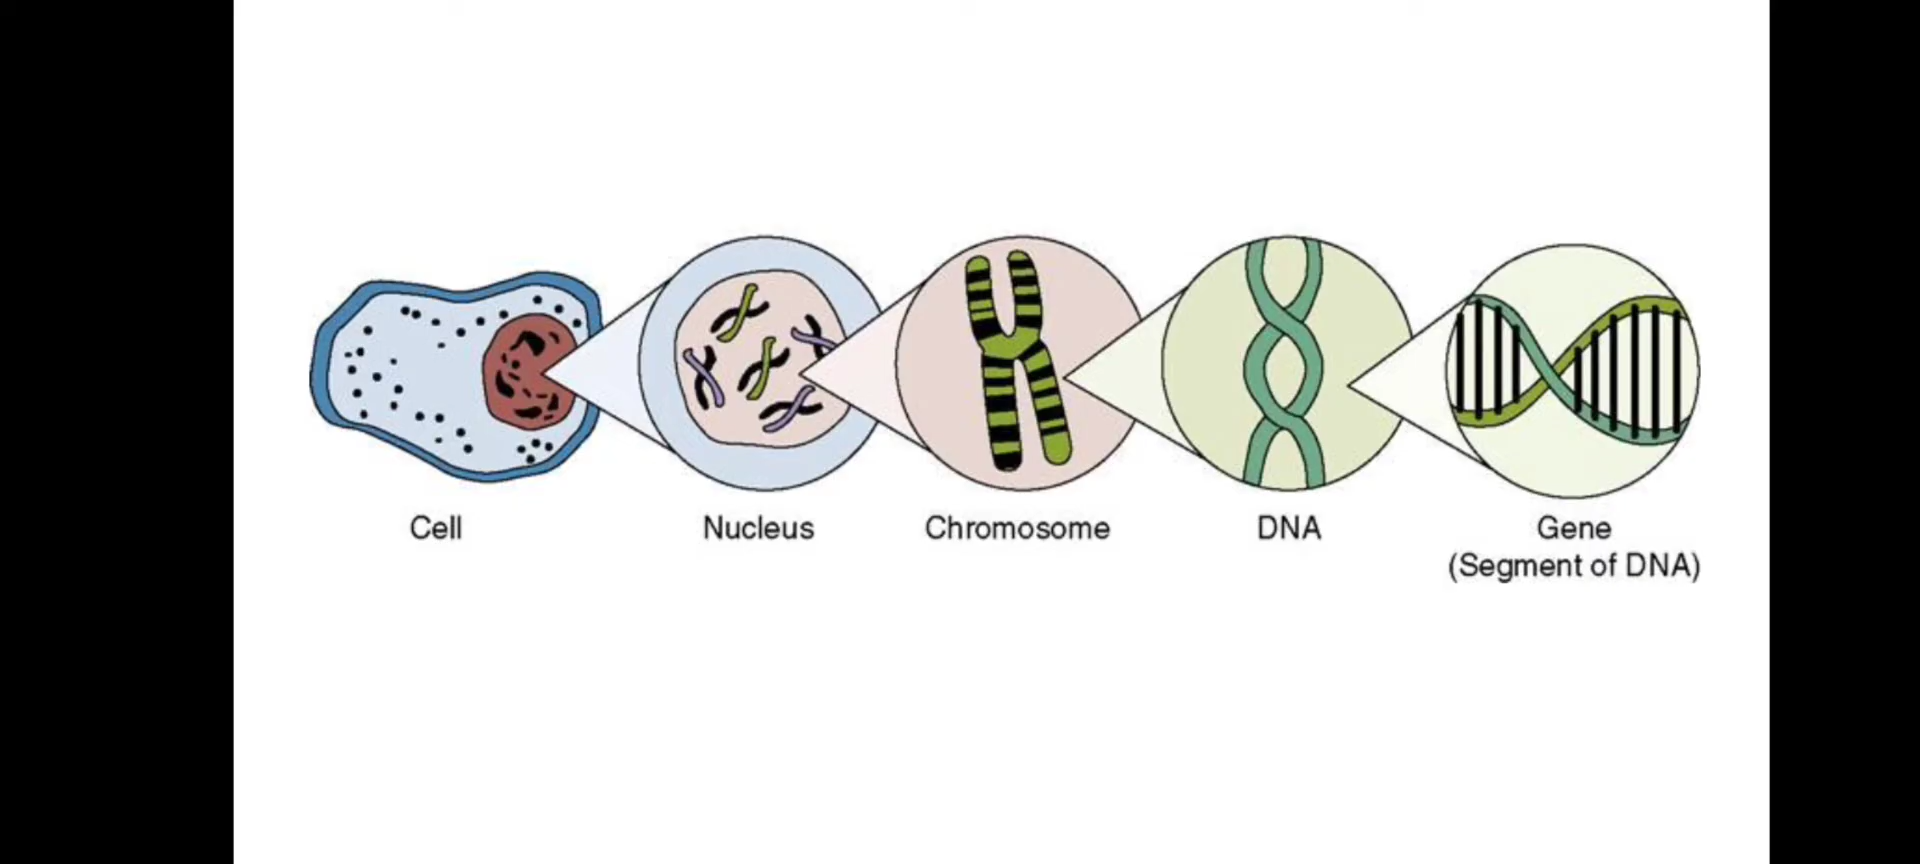 Cell
Nucleus
Chromosome
DNA
Gene
(Segment of DNA)